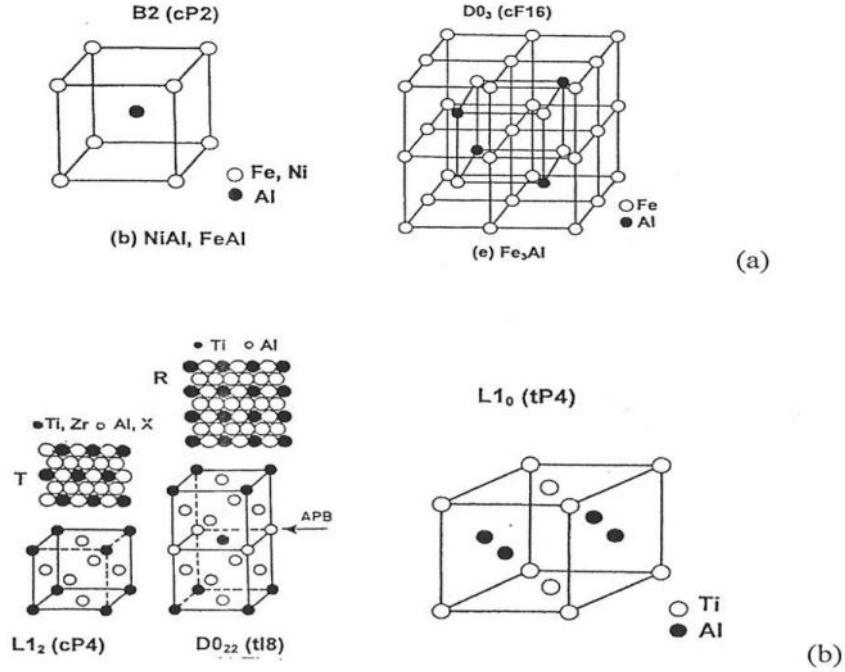 B2 (cP2)
D0₃ (cF16)
Fe, Ni
Al
Fe
Al
(b) NiAl, FeAl
(e) Fe₃Al
(a)
Ti Al
R
L1₀ (tP4)
Ti, Zr Al, X
T
APB
Ti
Al
L1₂ (cP4)
D0₂₂ (tI8)
(b)